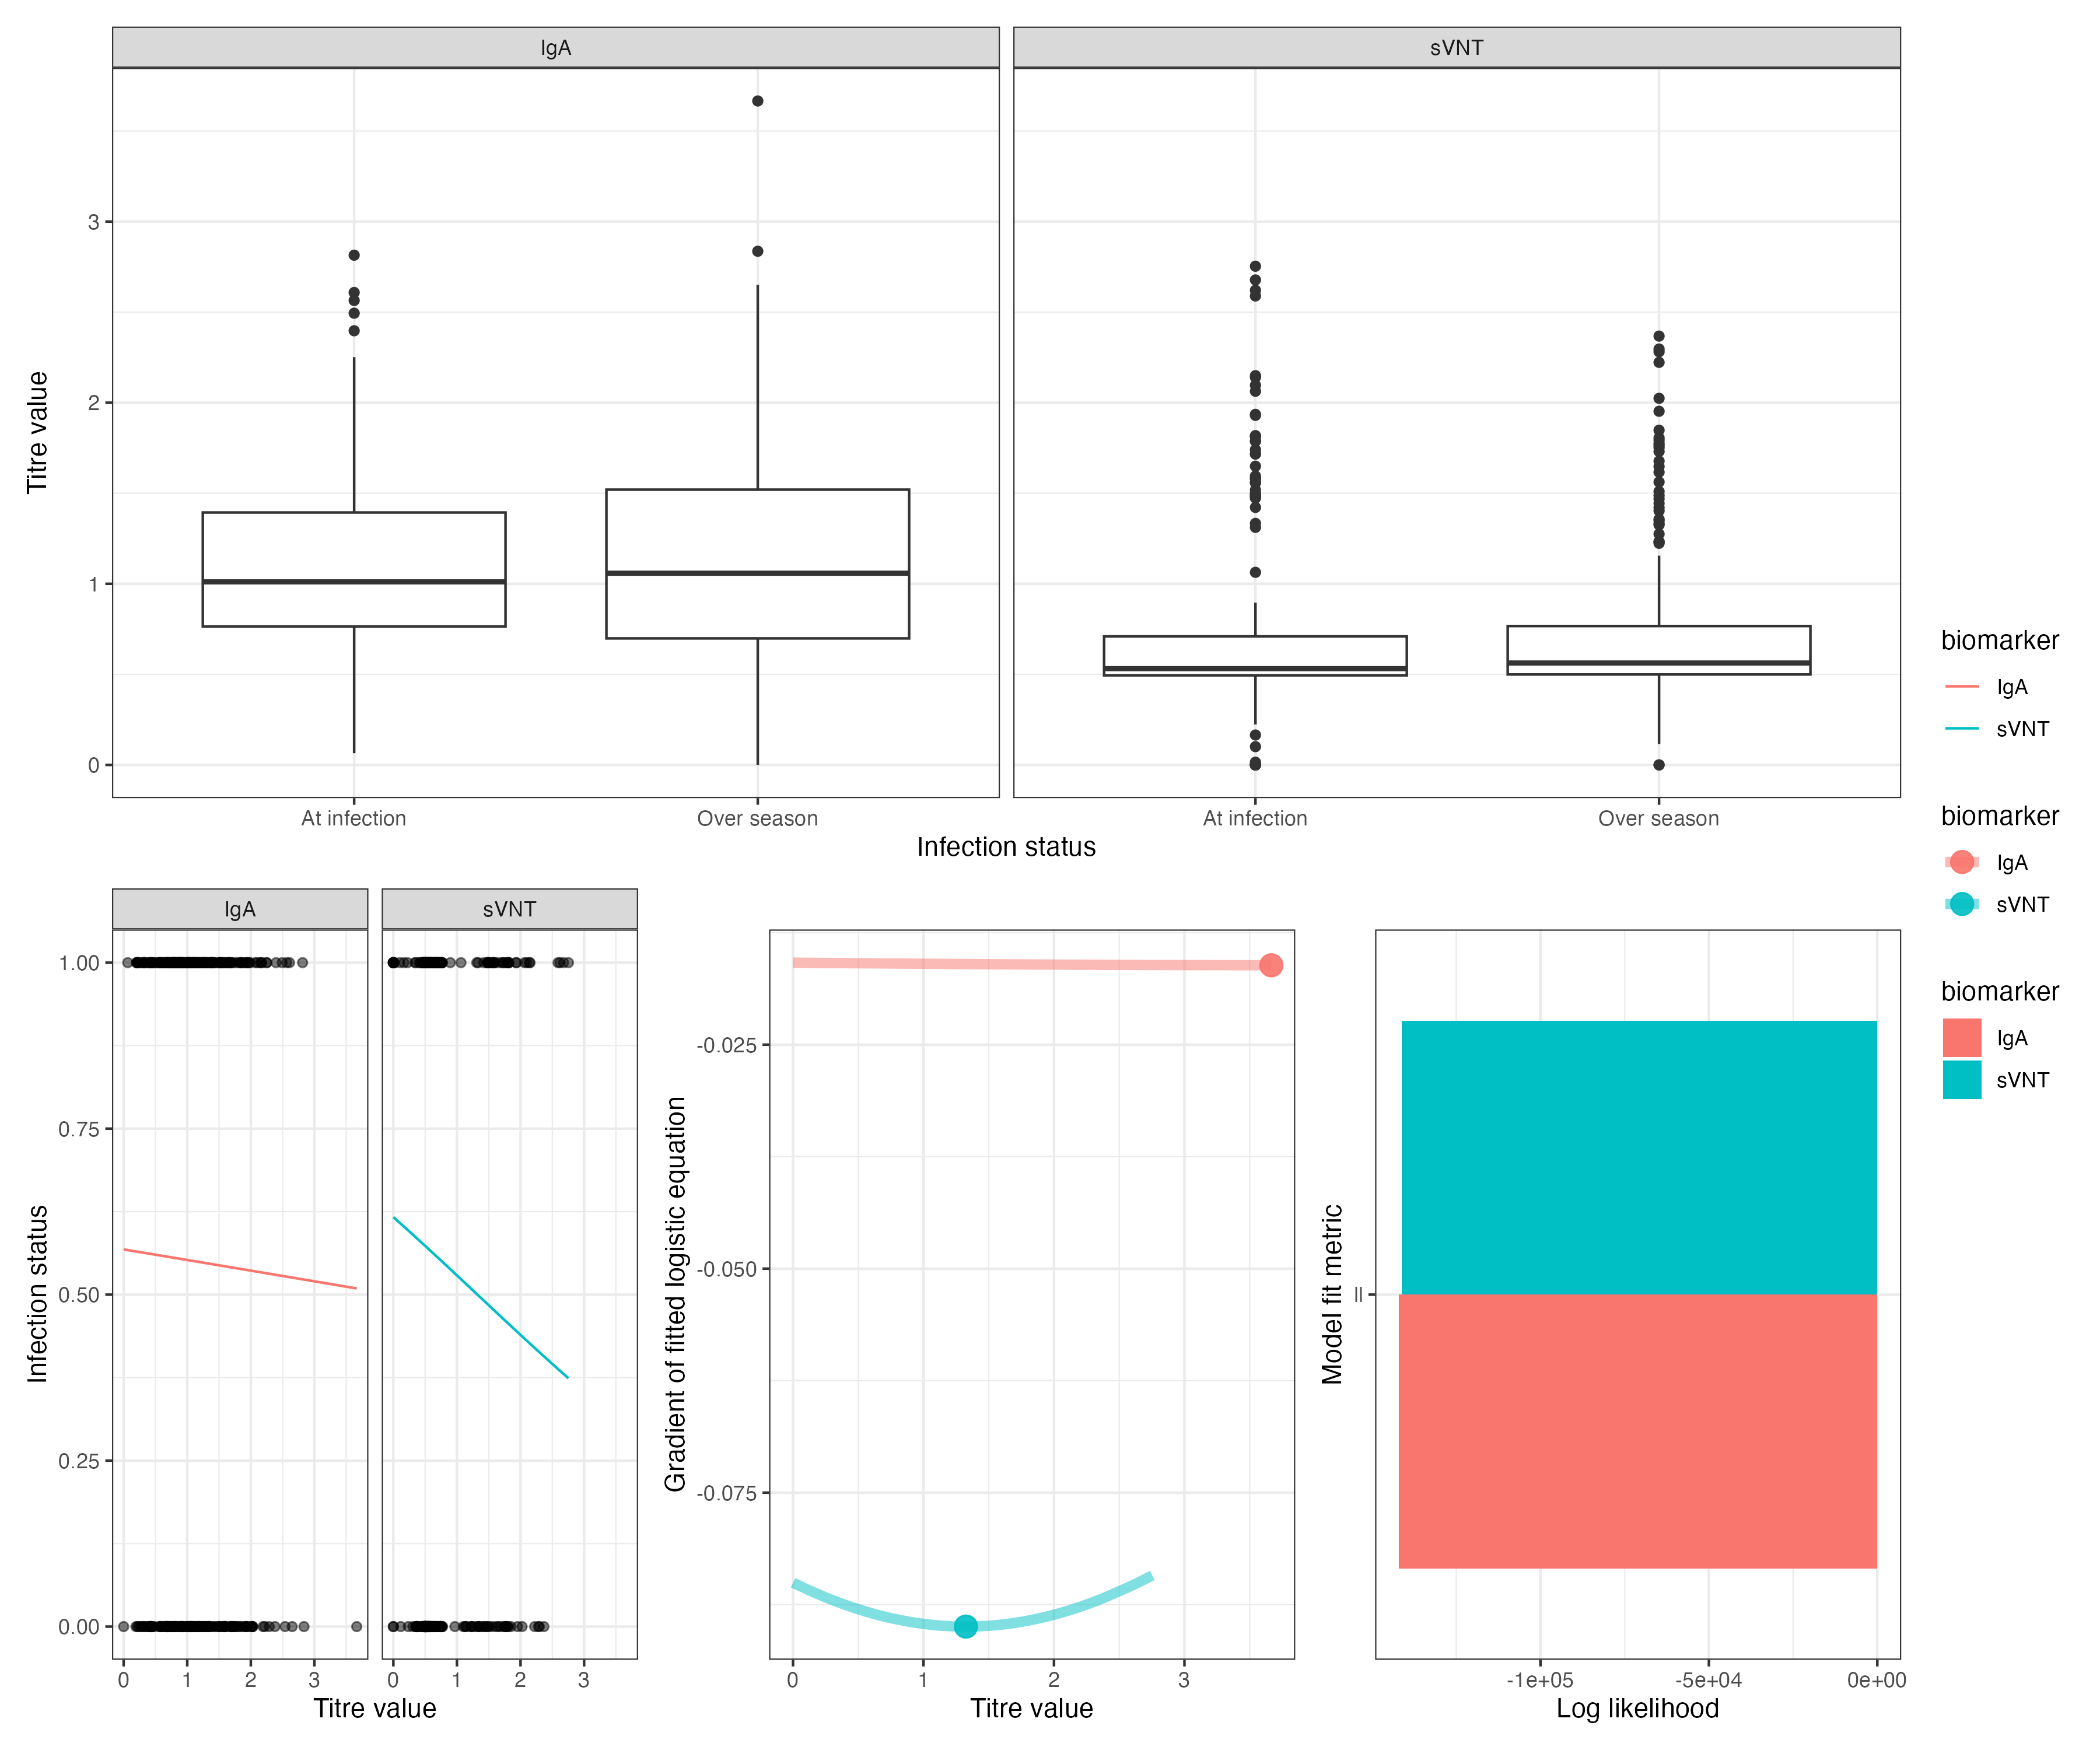 IgA
sVNT
Titre value
3
2
1
0
At infection
Over season
At infection
Over season
Infection status
biomarker
IgA
sVNT
biomarker
IgA
sVNT
biomarker
IgA
sVNT
IgA
sVNT
Infection status
1.00
0.75
0.50
0.25
0.00
0 1 2 3
0 1 2 3
Titre value
Gradient of fitted logistic equation
-0.025
-0.050
-0.075
0 1 2 3
Titre value
Model fit metric
ll
-1e+05 -5e+04 0e+00
Log likelihood